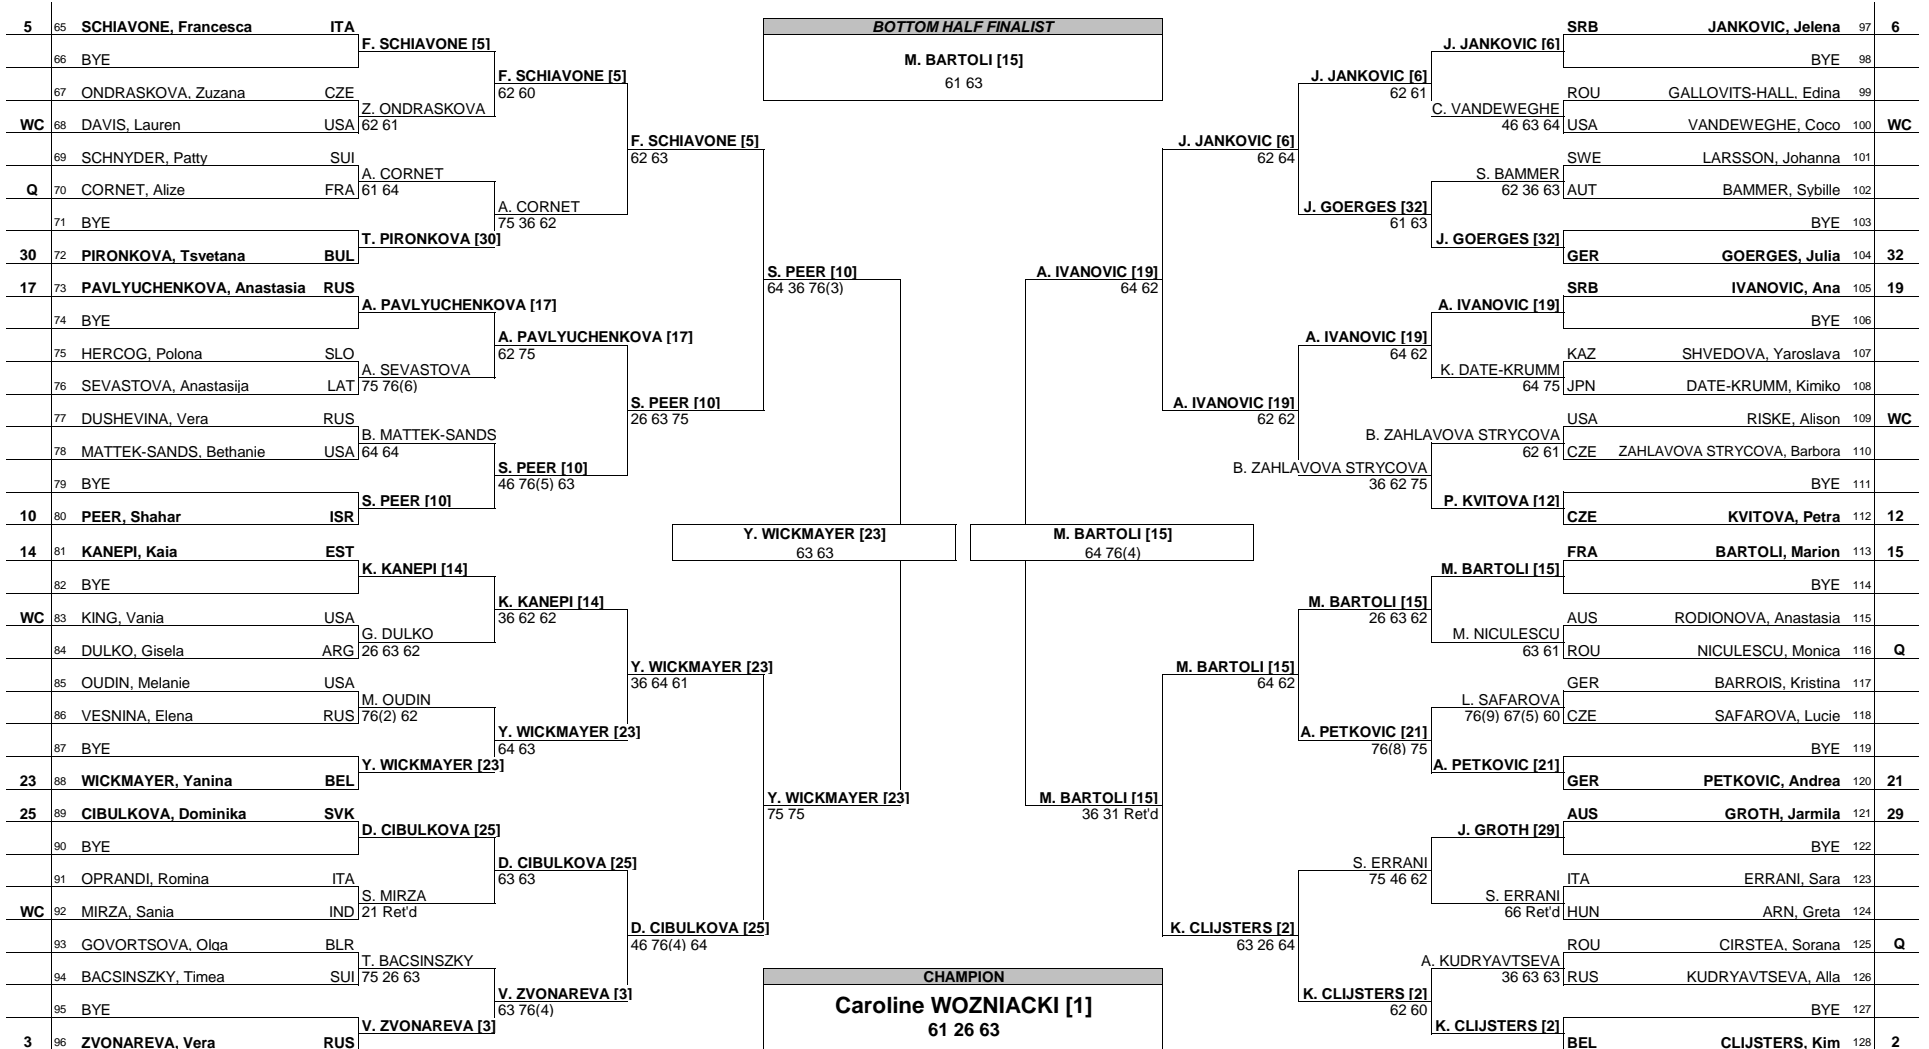 5 65 SCHIAVONE, Francesca ITA
F. SCHIAVONE [5]
66 BYE
F. SCHIAVONE [5]
62 60
67 ONDRASKOVA, Zuzana CZE
Z. ONDRASKOVA
62 61
WC 68 DAVIS, Lauren USA
F. SCHIAVONE [5]
62 63
69 SCHNYDER, Patty SUI
A. CORNET
61 64
Q 70 CORNET, Alize FRA
A. CORNET
75 36 62
71 BYE
T. PIRONKOVA [30]
30 72 PIRONKOVA, Tsvetana BUL
S. PEER [10]
64 36 76(3)
17 73 PAVLYUCHENKOVA, Anastasia RUS
A. PAVLYUCHENKOVA [17]
74 BYE
A. PAVLYUCHENKOVA [17]
62 75
75 HERCOG, Polona SLO
A. SEVASTOVA
75 76(6)
76 SEVASTOVA, Anastasija LAT
S. PEER [10]
26 63 75
77 DUSHEVINA, Vera RUS
B. MATTEK-SANDS
64 64
78 MATTEK-SANDS, Bethanie USA
S. PEER [10]
46 76(5) 63
79 BYE
S. PEER [10]
10 80 PEER, Shahar ISR
Y. WICKMAYER [23]
63 63
14 81 KANEPI, Kaia EST
K. KANEPI [14]
82 BYE
K. KANEPI [14]
36 62 62
WC 83 KING, Vania USA
G. DULKO
26 63 62
84 DULKO, Gisela ARG
Y. WICKMAYER [23]
36 64 61
85 OUDIN, Melanie USA
M. OUDIN
76(2) 62
86 VESNINA, Elena RUS
Y. WICKMAYER [23]
64 63
87 BYE
Y. WICKMAYER [23]
23 88 WICKMAYER, Yanina BEL
Y. WICKMAYER [23]
75 75
25 89 CIBULKOVA, Dominika SVK
D. CIBULKOVA [25]
90 BYE
D. CIBULKOVA [25]
63 63
91 OPRANDI, Romina ITA
S. MIRZA
21 Ret'd
WC 92 MIRZA, Sania IND
D. CIBULKOVA [25]
46 76(4) 64
93 GOVORTSOVA, Olga BLR
T. BACSINSZKY
75 26 63
94 BACSINSZKY, Timea SUI
V. ZVONAREVA [3]
63 76(4)
95 BYE
V. ZVONAREVA [3]
3 96 ZVONAREVA, Vera RUS
BOTTOM HALF FINALIST
M. BARTOLI [15]
61 63
CHAMPION
Caroline WOZNIACKI [1]
61 26 63
SRB JANKOVIC, Jelena 97 6
J. JANKOVIC [6]
BYE 98
J. JANKOVIC [6]
62 61
ROU GALLOVITS-HALL, Edina 99
C. VANDEWEGHE
46 63 64
USA VANDEWEGHE, Coco 100 WC
J. JANKOVIC [6]
62 64
SWE LARSSON, Johanna 101
S. BAMMER
62 36 63
AUT BAMMER, Sybille 102
J. GOERGES [32]
61 63
BYE 103
J. GOERGES [32]
GER GOERGES, Julia 104 32
A. IVANOVIC [19]
64 62
SRB IVANOVIC, Ana 105 19
A. IVANOVIC [19]
BYE 106
A. IVANOVIC [19]
64 62
KAZ SHVEDOVA, Yaroslava 107
K. DATE-KRUMM
64 75
JPN DATE-KRUMM, Kimiko 108
A. IVANOVIC [19]
62 62
USA RISKE, Alison 109 WC
B. ZAHLAVOVA STRYCOVA
62 61
CZE ZAHLAVOVA STRYCOVA, Barbora 110
B. ZAHLAVOVA STRYCOVA
36 62 75
BYE 111
P. KVITOVA [12]
CZE KVITOVA, Petra 112 12
M. BARTOLI [15]
64 76(4)
FRA BARTOLI, Marion 113 15
M. BARTOLI [15]
BYE 114
M. BARTOLI [15]
26 63 62
AUS RODIONOVA, Anastasia 115
M. NICULESCU
63 61
ROU NICULESCU, Monica 116 Q
M. BARTOLI [15]
64 62
GER BARROIS, Kristina 117
L. SAFAROVA
76(9) 67(5) 60
CZE SAFAROVA, Lucie 118
A. PETKOVIC [21]
76(8) 75
BYE 119
A. PETKOVIC [21]
GER PETKOVIC, Andrea 120 21
M. BARTOLI [15]
36 31 Ret'd
AUS GROTH, Jarmila 121 29
J. GROTH [29]
BYE 122
S. ERRANI
75 46 62
ITA ERRANI, Sara 123
S. ERRANI
66 Ret'd
HUN ARN, Greta 124
K. CLIJSTERS [2]
63 26 64
ROU CIRSTEA, Sorana 125 Q
A. KUDRYAVTSEVA
36 63 63
RUS KUDRYAVTSEVA, Alla 126
K. CLIJSTERS [2]
62 60
BYE 127
K. CLIJSTERS [2]
BEL CLIJSTERS, Kim 128 2